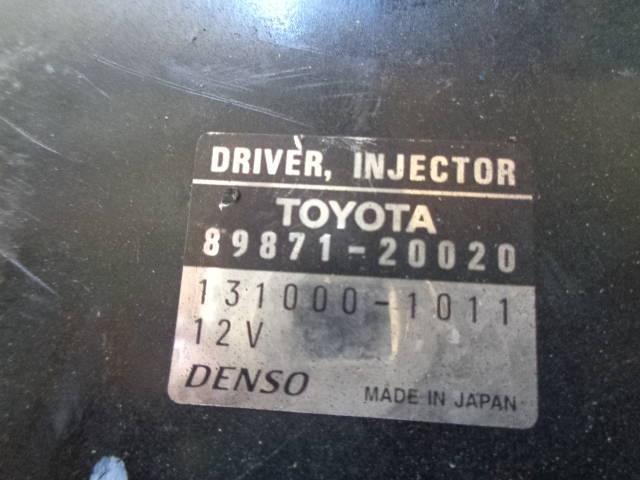 DRIVER, INJECTOR
TOYOTA
89871-20020
131000-1011
12V
DENSO MADE IN JAPAN